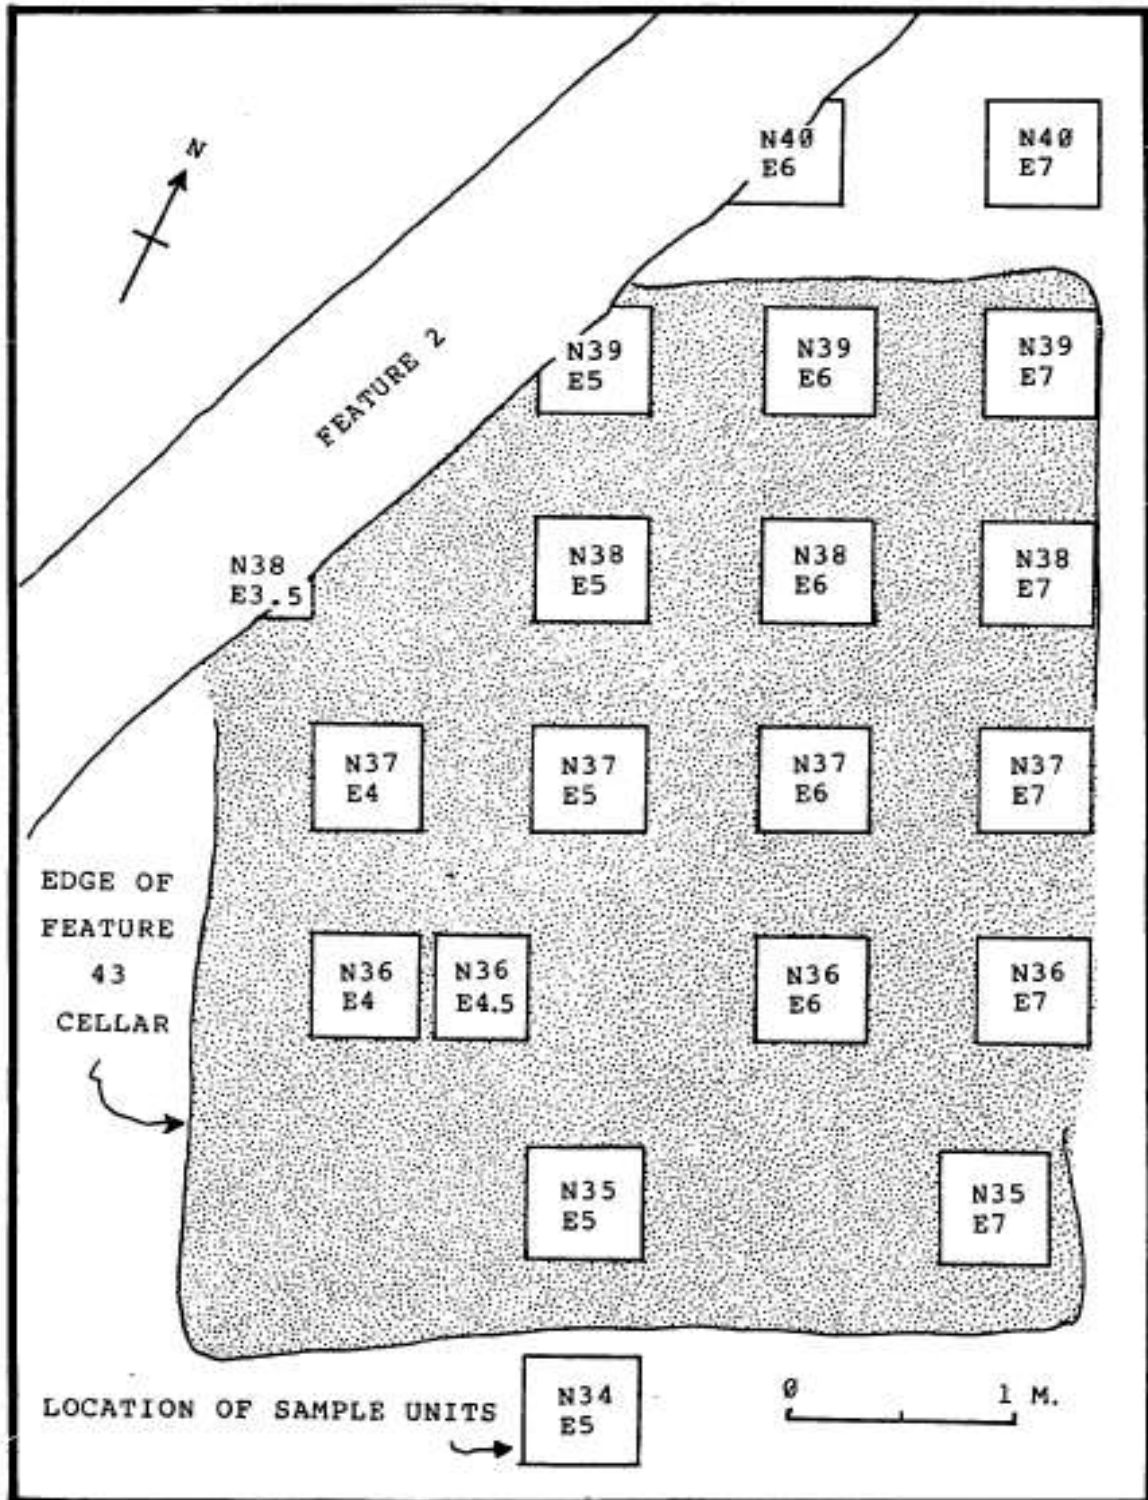 N
N40
E6
N40
E7
FEATURE 2
N39
E5
N39
E6
N39
E7
N38
E3.5
N38
E5
N38
E6
N38
E7
N37
E4
N37
E5
N37
E6
N37
E7
EDGE OF
FEATURE
43
CELLAR
N36
E4
N36
E4.5
N36
E6
N36
E7
N35
E5
N35
E7
LOCATION OF SAMPLE UNITS
N34
E5
0 1 M.